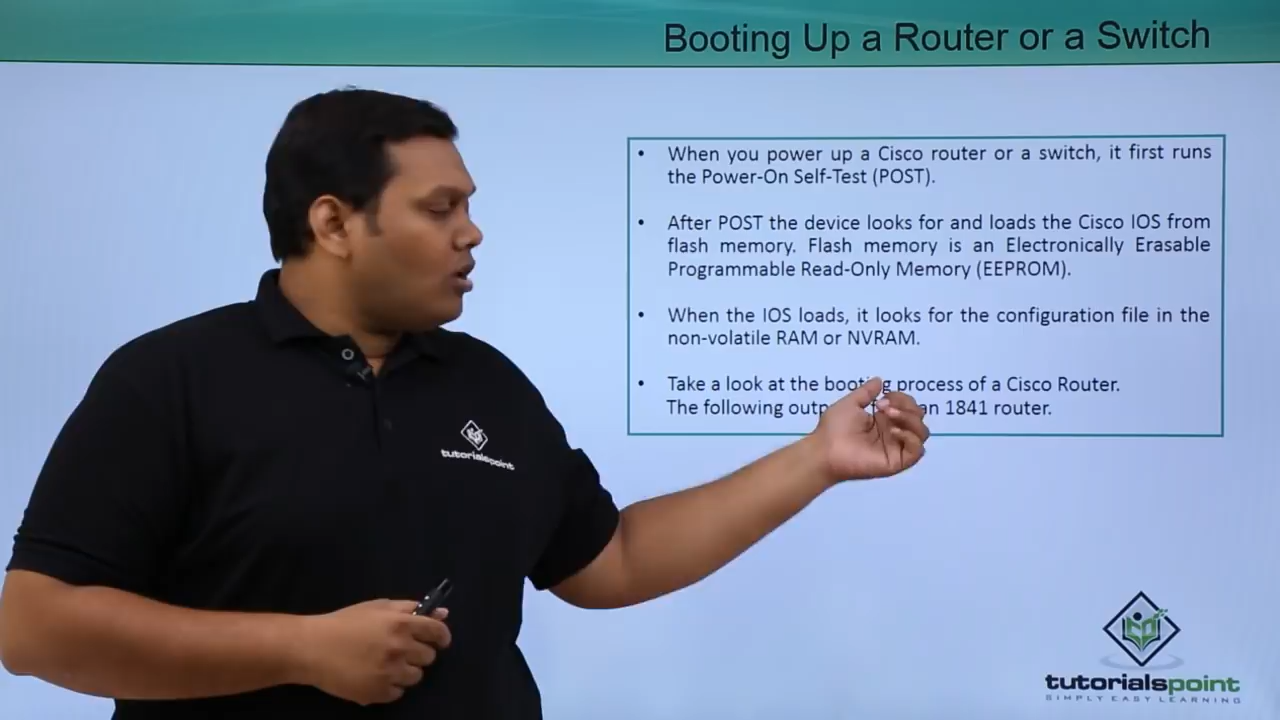 Booting Up a Router or a Switch
• When you power up a Cisco router or a switch, it first runs
the Power-On Self-Test (POST).
• After POST the device looks for and loads the Cisco IOS from
flash memory. Flash memory is an Electronically Erasable
Programmable Read-Only Memory (EEPROM).
• When the IOS loads, it looks for the configuration file in the
non-volatile RAM or NVRAM.
• Take a look at the booting process of a Cisco Router.
The following an 1841 router.
tutorialspoint
tutorialspoint
SIMPLY EASY LEARNING